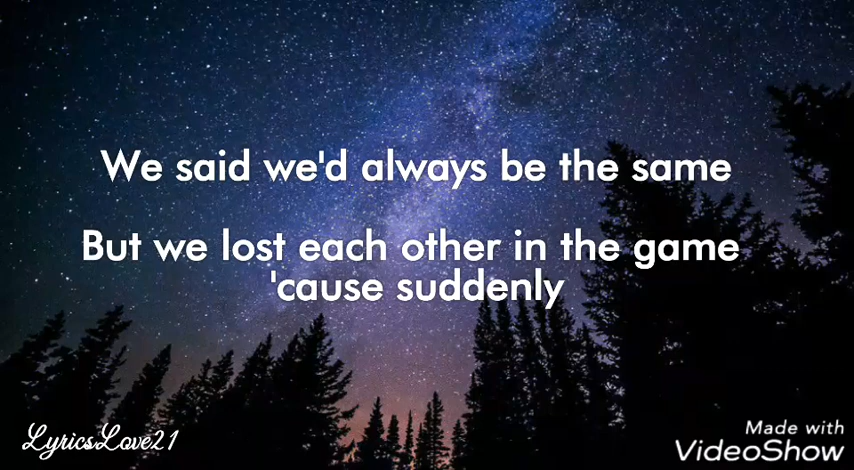 We said we'd always be the same
But we lost each other in the game
'cause suddenly
LyricsLove21
Made with
VideoShow